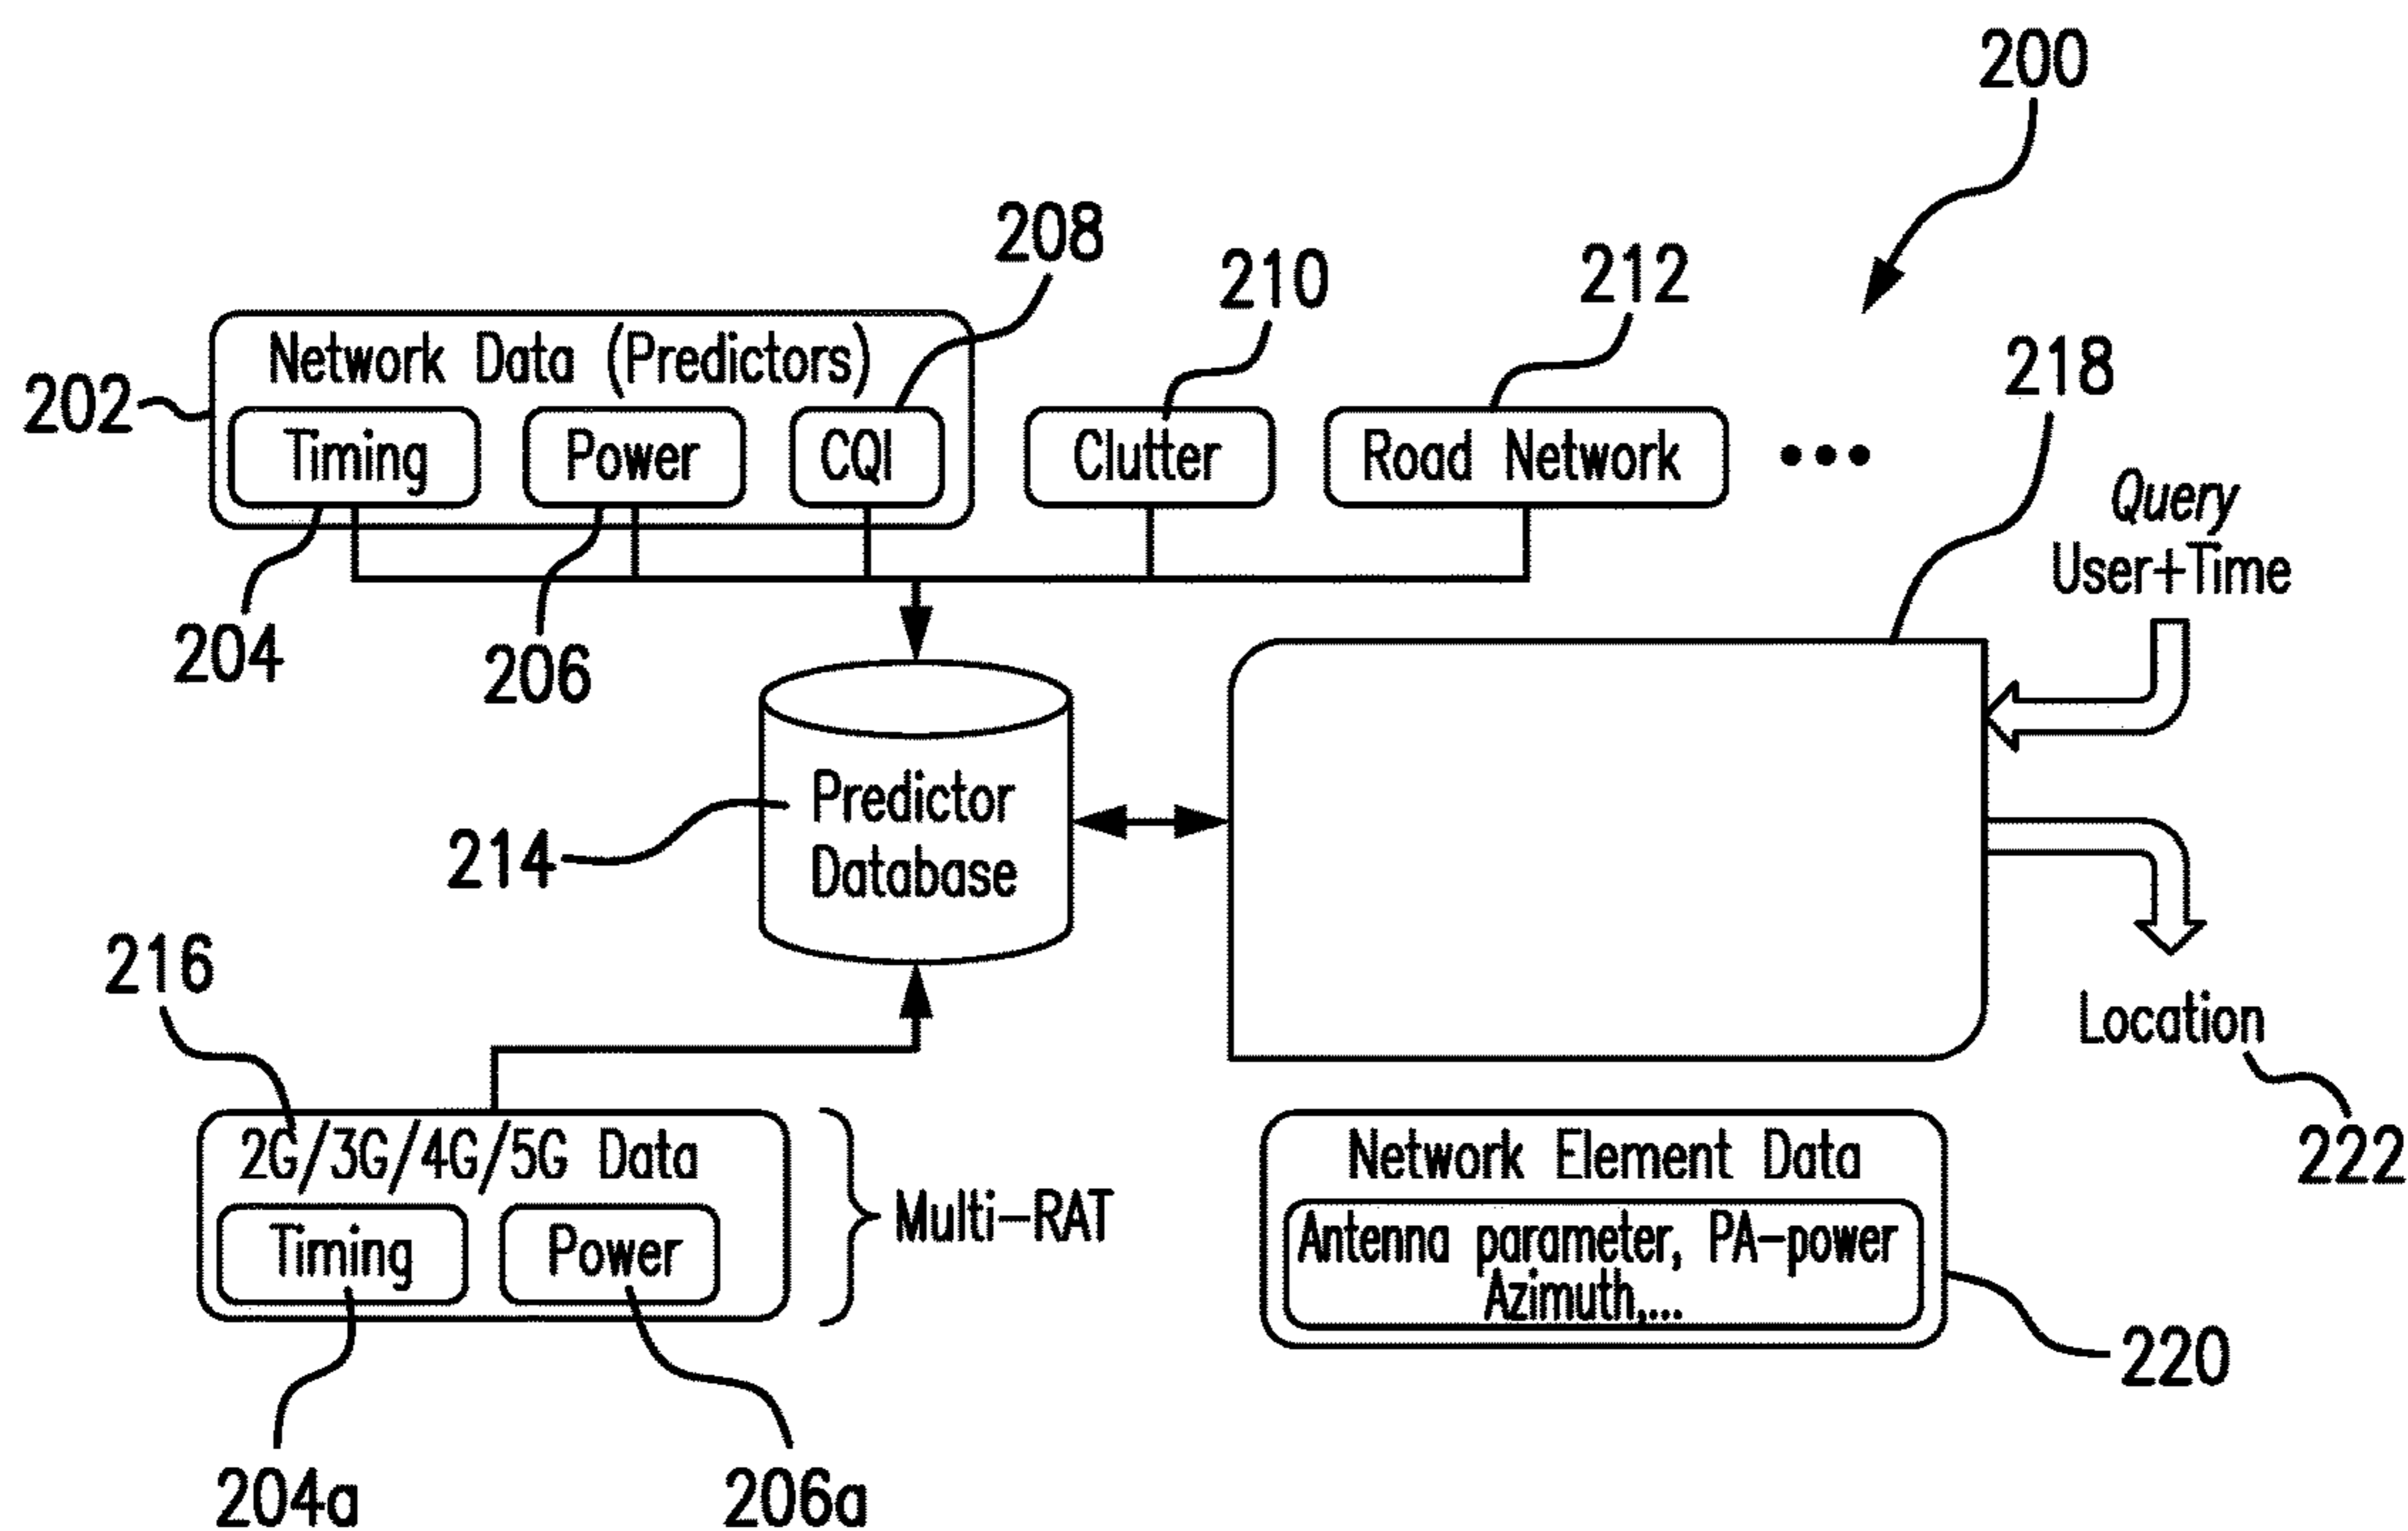 200
208
210
212
218
Network Data (Predictors)
202
Timing
Power
CQI
Clutter
Road Network
•••
Query
User+Time
204
206
Predictor
Database
214
216
Location
222
2G/3G/4G/5G Data
Timing
Power
Multi-RAT
Network Element Data
Antenna parameter, PA-power
Azimuth,...
220
204a
206a